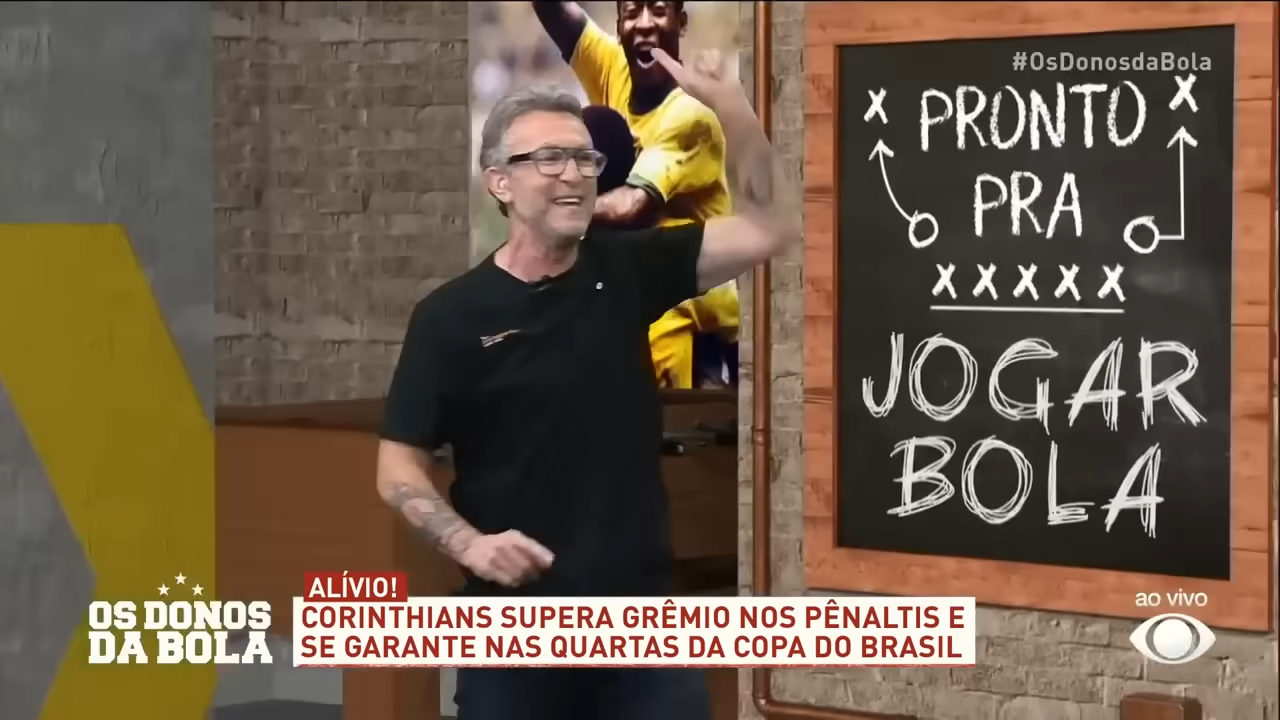 #OsDonosdaBola
X PRONTO X
PRA
X X X X X
JOGAR
BOLA
ALÍVIO!
CORINTHIANS SUPERA GRÊMIO NOS PÊNALTIS E
SE GARANTE NAS QUARTAS DA COPA DO BRASIL
OS DONOS
DA BOLA
ao vivo